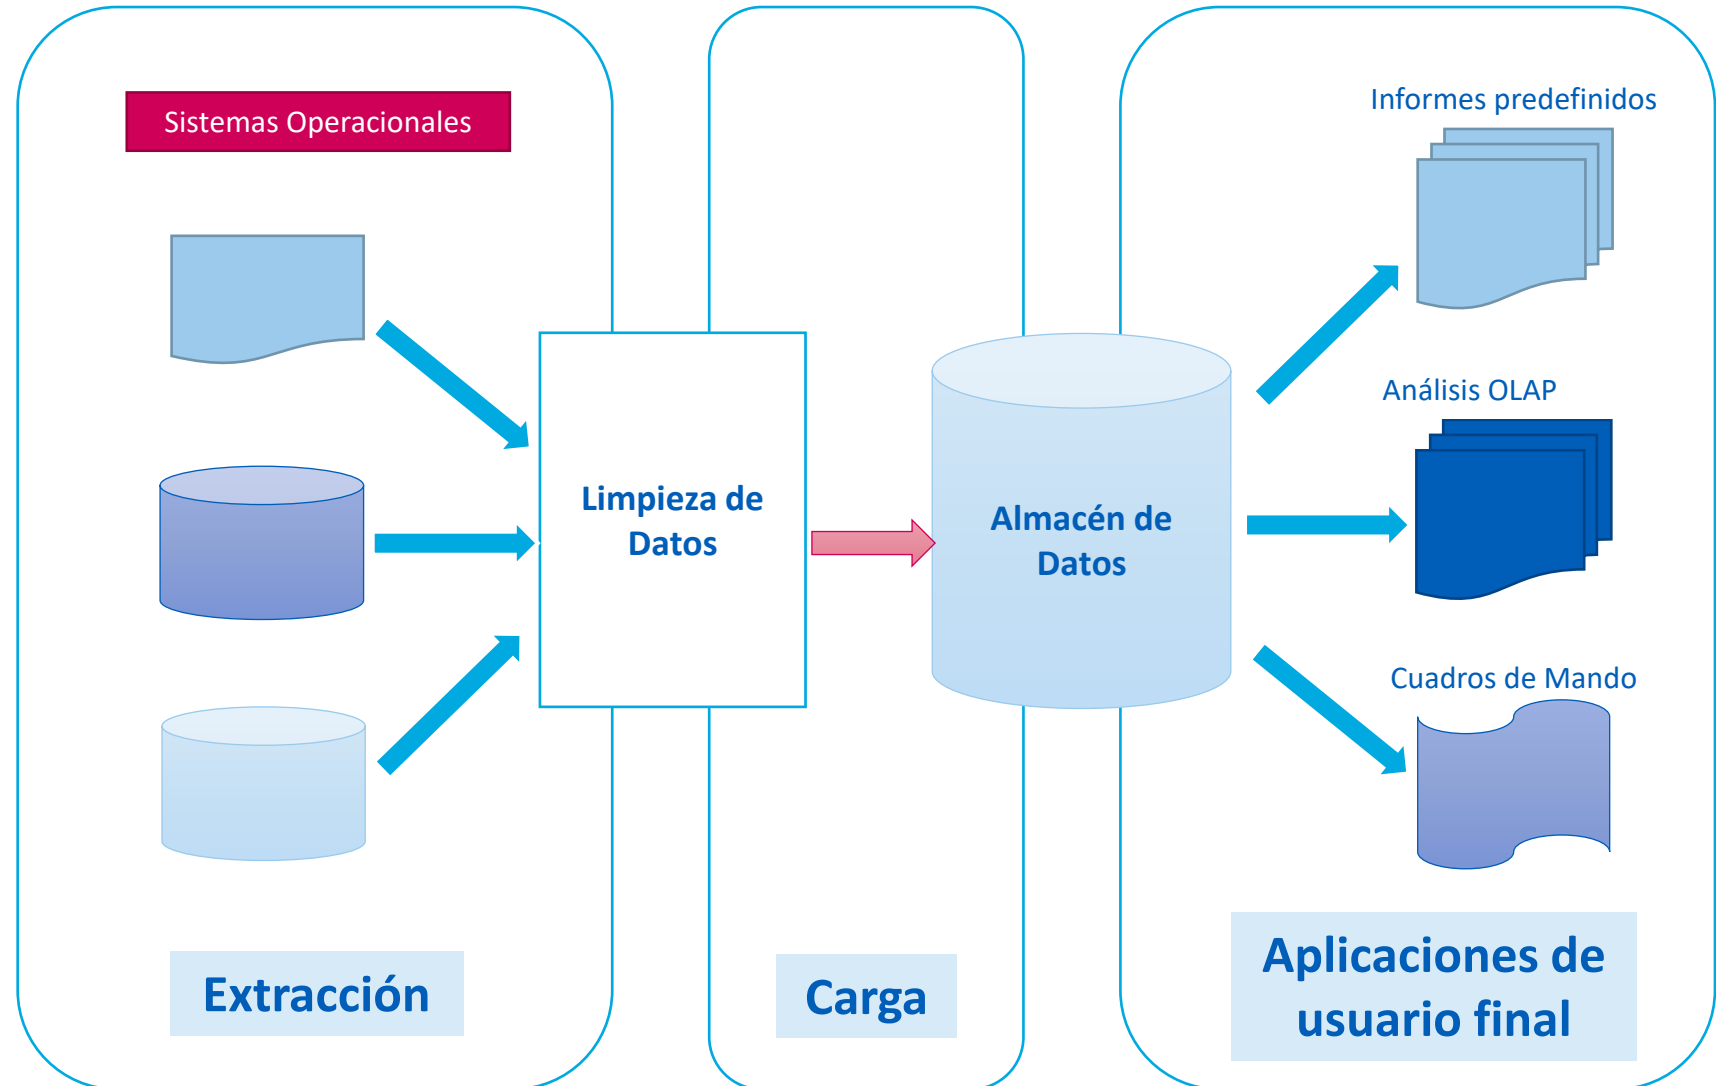 Sistemas Operacionales
Informes predefinidos
Análisis OLAP
Limpieza de
Datos
Almacén de
Datos
Cuadros de Mando
Extracción
Carga
Aplicaciones de
usuario final